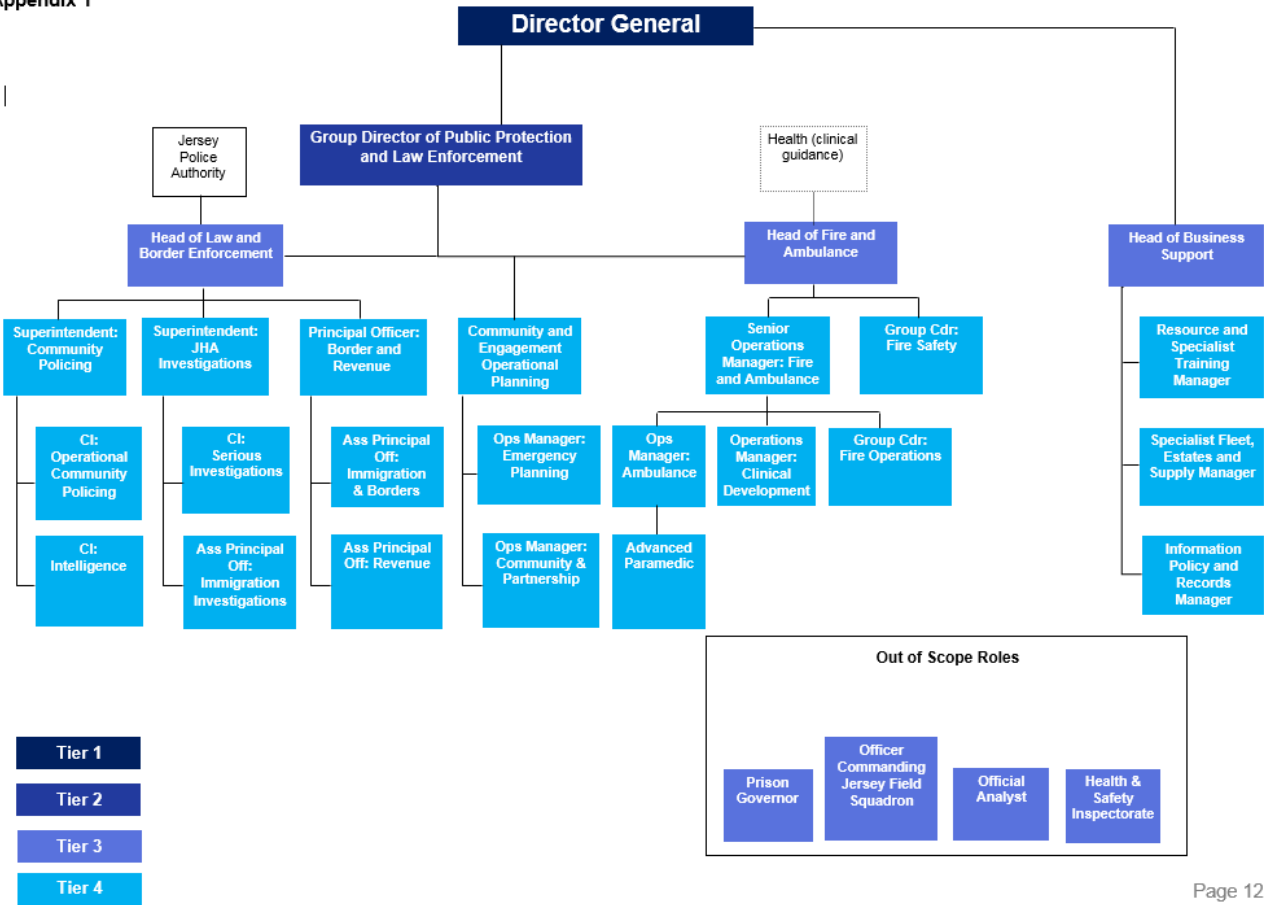 Appendix 1
Director General
Jersey
Police
Authority
Group Director of Public Protection
and Law Enforcement
Health (clinical
guidance)
Head of Law and
Border Enforcement
Head of Fire and
Ambulance
Head of Business
Support
Superintendent:
Community
Policing
Superintendent:
JHA
Investigations
Principal Officer:
Border and
Revenue
Community and
Engagement
Operational
Planning
Senior
Operations
Manager: Fire
and Ambulance
Group Cdr:
Fire Safety
Resource and
Specialist
Training
Manager
CI:
Operational
Community
Policing
CI:
Serious
Investigations
Ass Principal
Off:
Immigration
& Borders
Ops Manager:
Emergency
Planning
Ops
Manager:
Ambulance
Operations
Manager:
Clinical
Development
Group Cdr:
Fire Operations
Specialist Fleet,
Estates and
Supply Manager
CI:
Intelligence
Ass Principal
Off:
Immigration
Investigations
Ass Principal
Off: Revenue
Ops Manager:
Community &
Partnership
Advanced
Paramedic
Information
Policy and
Records
Manager
Out of Scope Roles
Prison
Governor
Officer
Commanding
Jersey Field
Squadron
Official
Analyst
Health &
Safety
Inspectorate
Tier 1
Tier 2
Tier 3
Tier 4
Page 12